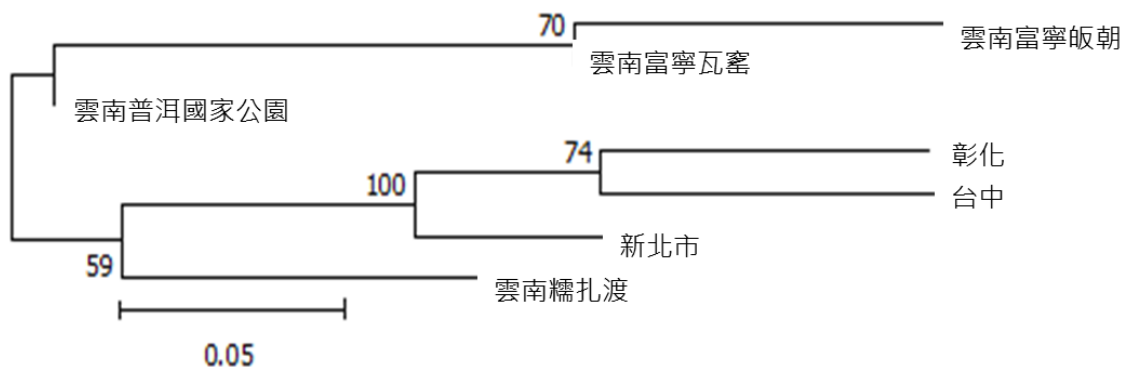 70
雲南富寧皈朝
雲南富寧瓦窰
雲南普洱國家公園
74
彰化
100
台中
新北市
59
雲南糯扎渡
0.05